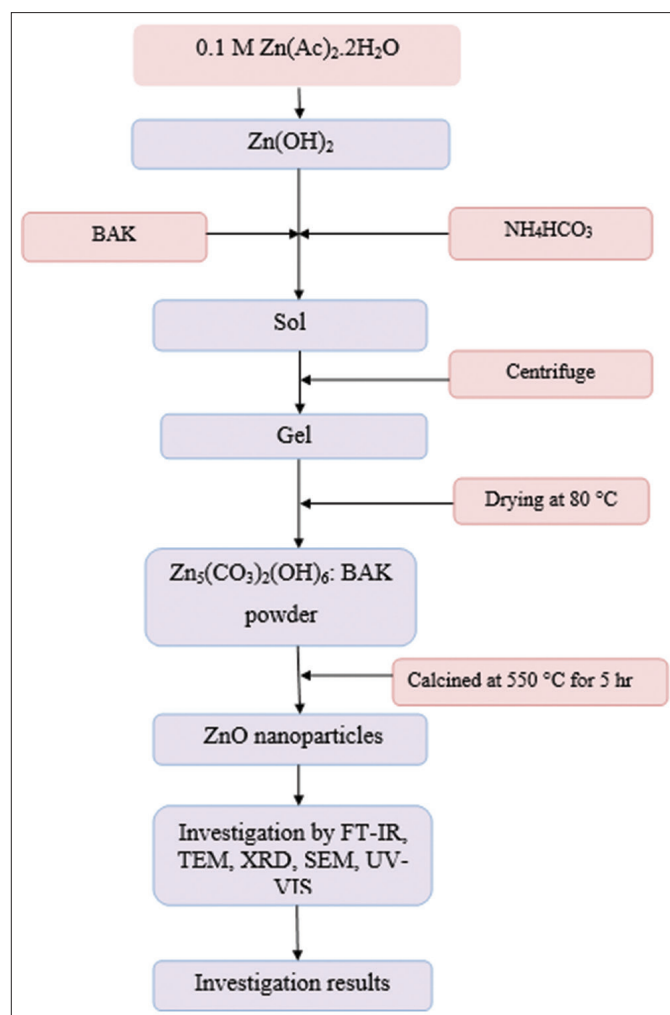 0.1 M Zn(Ac)₂.2H₂O
Zn(OH)₂
BAK
NH₄HCO₃
Sol
Centrifuge
Gel
Drying at 80 °C
Zn₅(CO₃)₂(OH)₆: BAK
powder
Calcined at 550 °C for 5 hr
ZnO nanoparticles
Investigation by FT-IR,
TEM, XRD, SEM, UV-
VIS
Investigation results